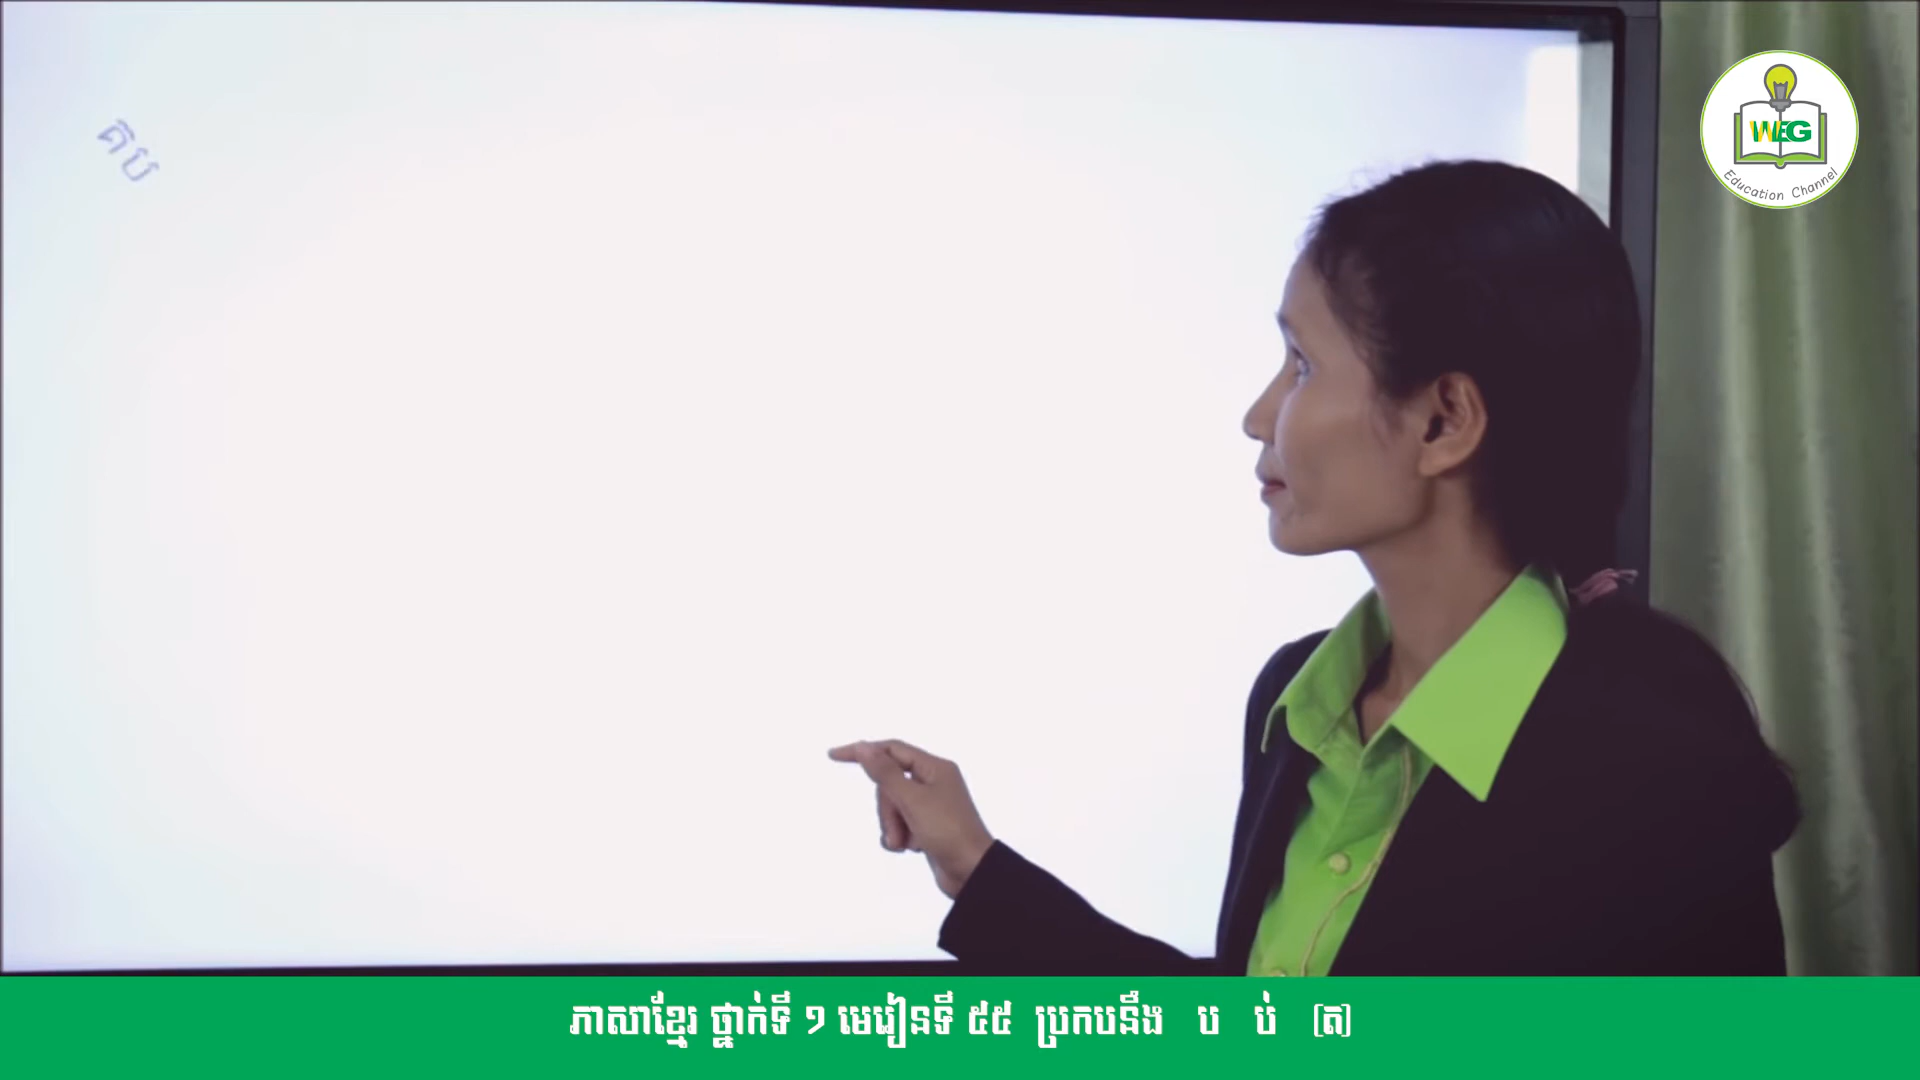 គប
WEG
Education Channel
ភាសាខ្មែរ ថ្នាក់ទី ១ មេរៀនទី ៥៥ ប្រកបនឹង ប ប់ (ត)